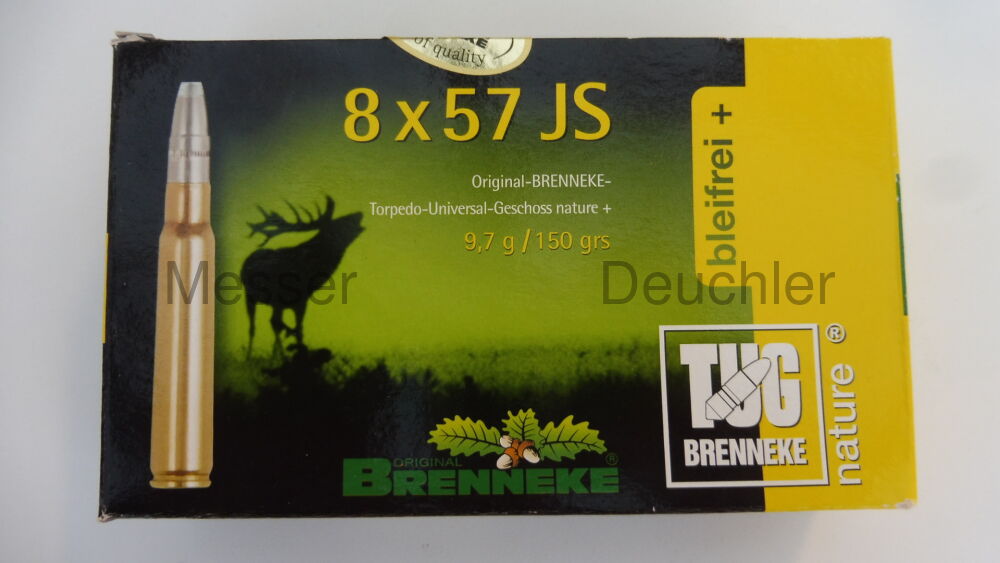 of quality
8 x 57 JS
Original-BRENNEKE-
Torpedo-Universal-Geschoss nature +
9,7 g / 150 grs
bleifrei +
Messer Deuchler
TUG
BRENNEKE
nature ®
ORIGINAL
BRENNEKE ®